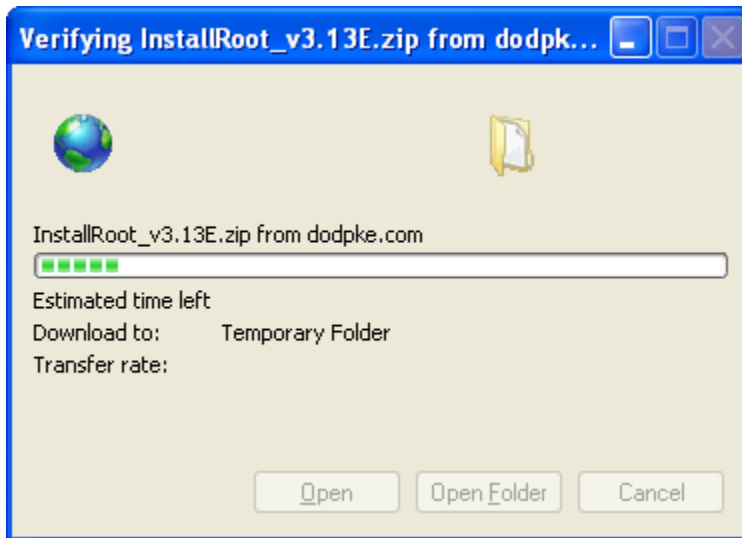 Verifying InstallRoot_v3.13E.zip from dodpk...
InstallRoot_v3.13E.zip from dodpke.com
Estimated time left
Download to: Temporary Folder
Transfer rate:
Open Open Folder Cancel